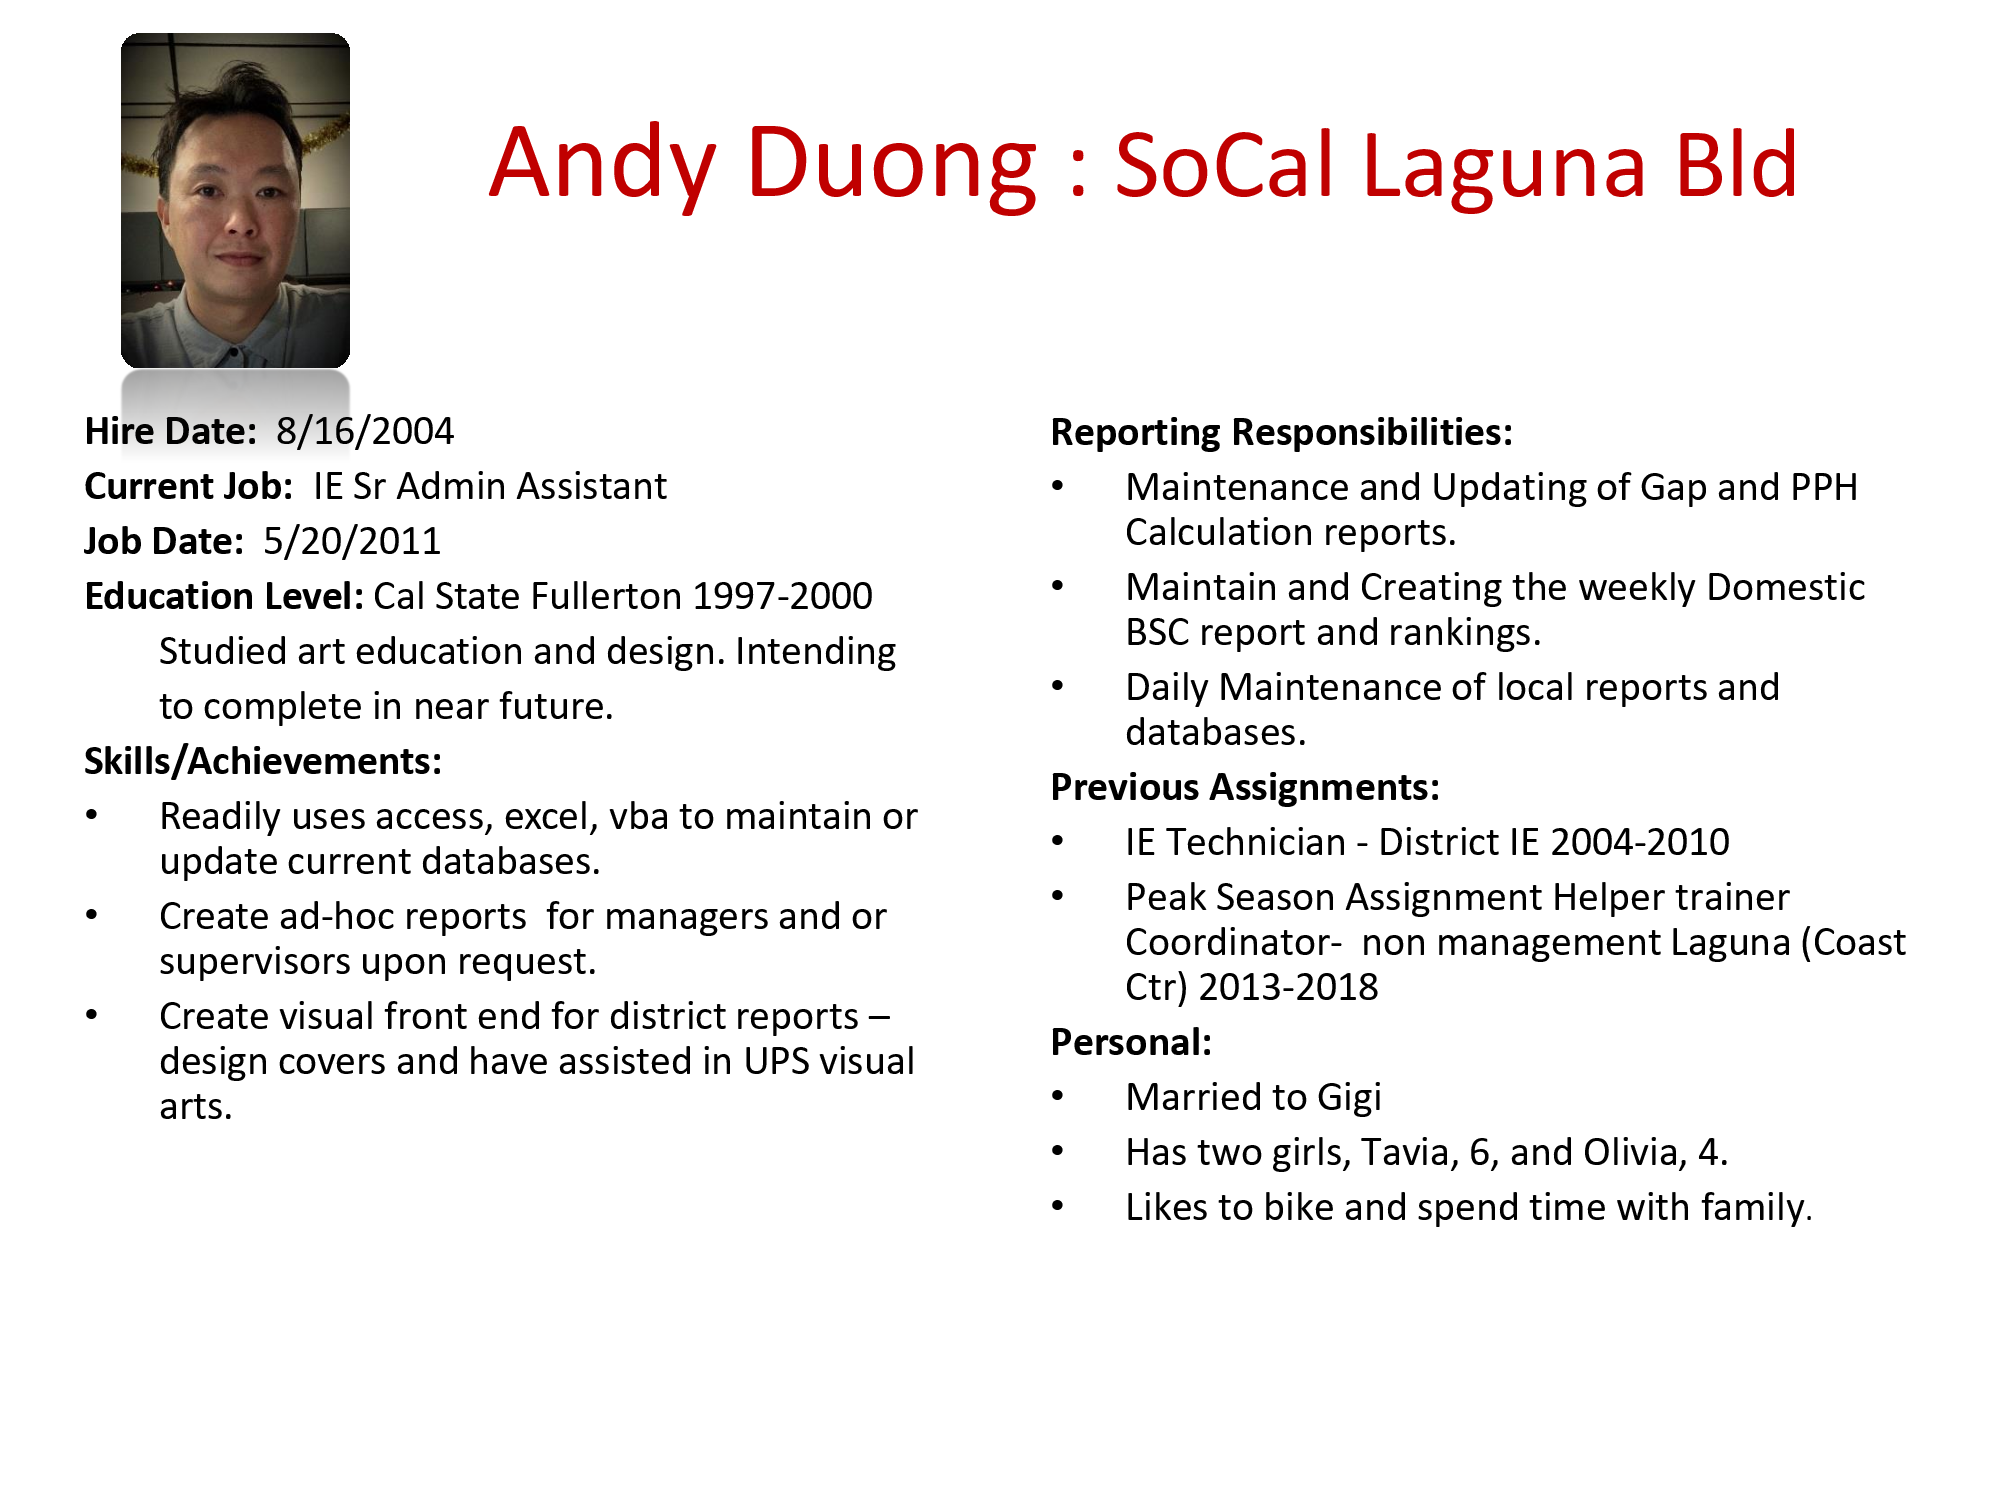 Andy Duong : SoCal Laguna Bld
Hire Date:  8/16/2004
Current Job:  IE Sr Admin Assistant
Job Date:  5/20/2011
Education Level: Cal State Fullerton 1997-2000
Studied art education and design. Intending
to complete in near future.
Skills/Achievements:
• Readily uses access, excel, vba to maintain or
update current databases.
• Create ad-hoc reports  for managers and or
supervisors upon request.
• Create visual front end for district reports –
design covers and have assisted in UPS visual
arts.
Reporting Responsibilities:
• Maintenance and Updating of Gap and PPH
Calculation reports.
• Maintain and Creating the weekly Domestic
BSC report and rankings.
• Daily Maintenance of local reports and
databases.
Previous Assignments:
• IE Technician - District IE 2004-2010
• Peak Season Assignment Helper trainer
Coordinator-  non management Laguna (Coast
Ctr) 2013-2018
Personal:
• Married to Gigi
• Has two girls, Tavia, 6, and Olivia, 4.
• Likes to bike and spend time with family.